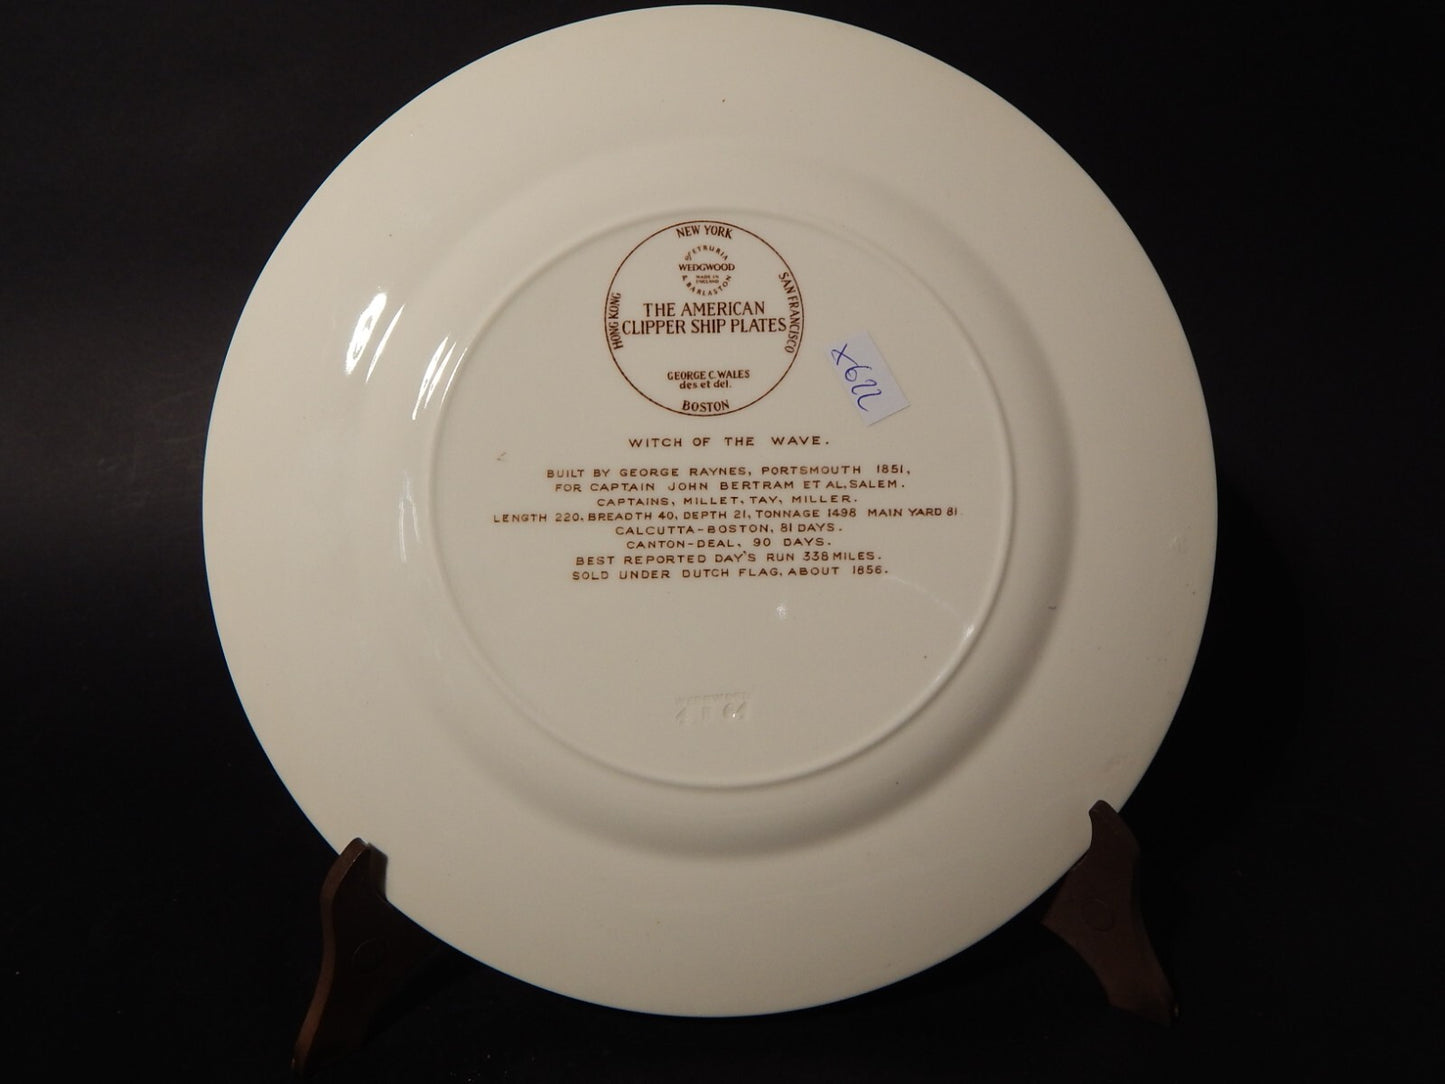 NEW YORK
of ETRURIA
WEDGWOOD
MADE IN
ENGLAND
& BARLASTON
HONG KONG
SAN FRANCISCO
THE AMERICAN
CLIPPER SHIP PLATES
GEORGE C. WALES
des et del.
BOSTON
X622
WITCH OF THE WAVE.
BUILT BY GEORGE RAYNES, PORTSMOUTH 1851,
FOR CAPTAIN JOHN BERTRAM ET AL, SALEM.
CAPTAINS, MILLET, TAY, MILLER.
LENGTH 220, BREADTH 40, DEPTH 21, TONNAGE 1498 MAIN YARD 81.
CALCUTTA-BOSTON, 81 DAYS.
CANTON-DEAL, 90 DAYS.
BEST REPORTED DAY'S RUN 338 MILES.
SOLD UNDER DUTCH FLAG, ABOUT 1856.